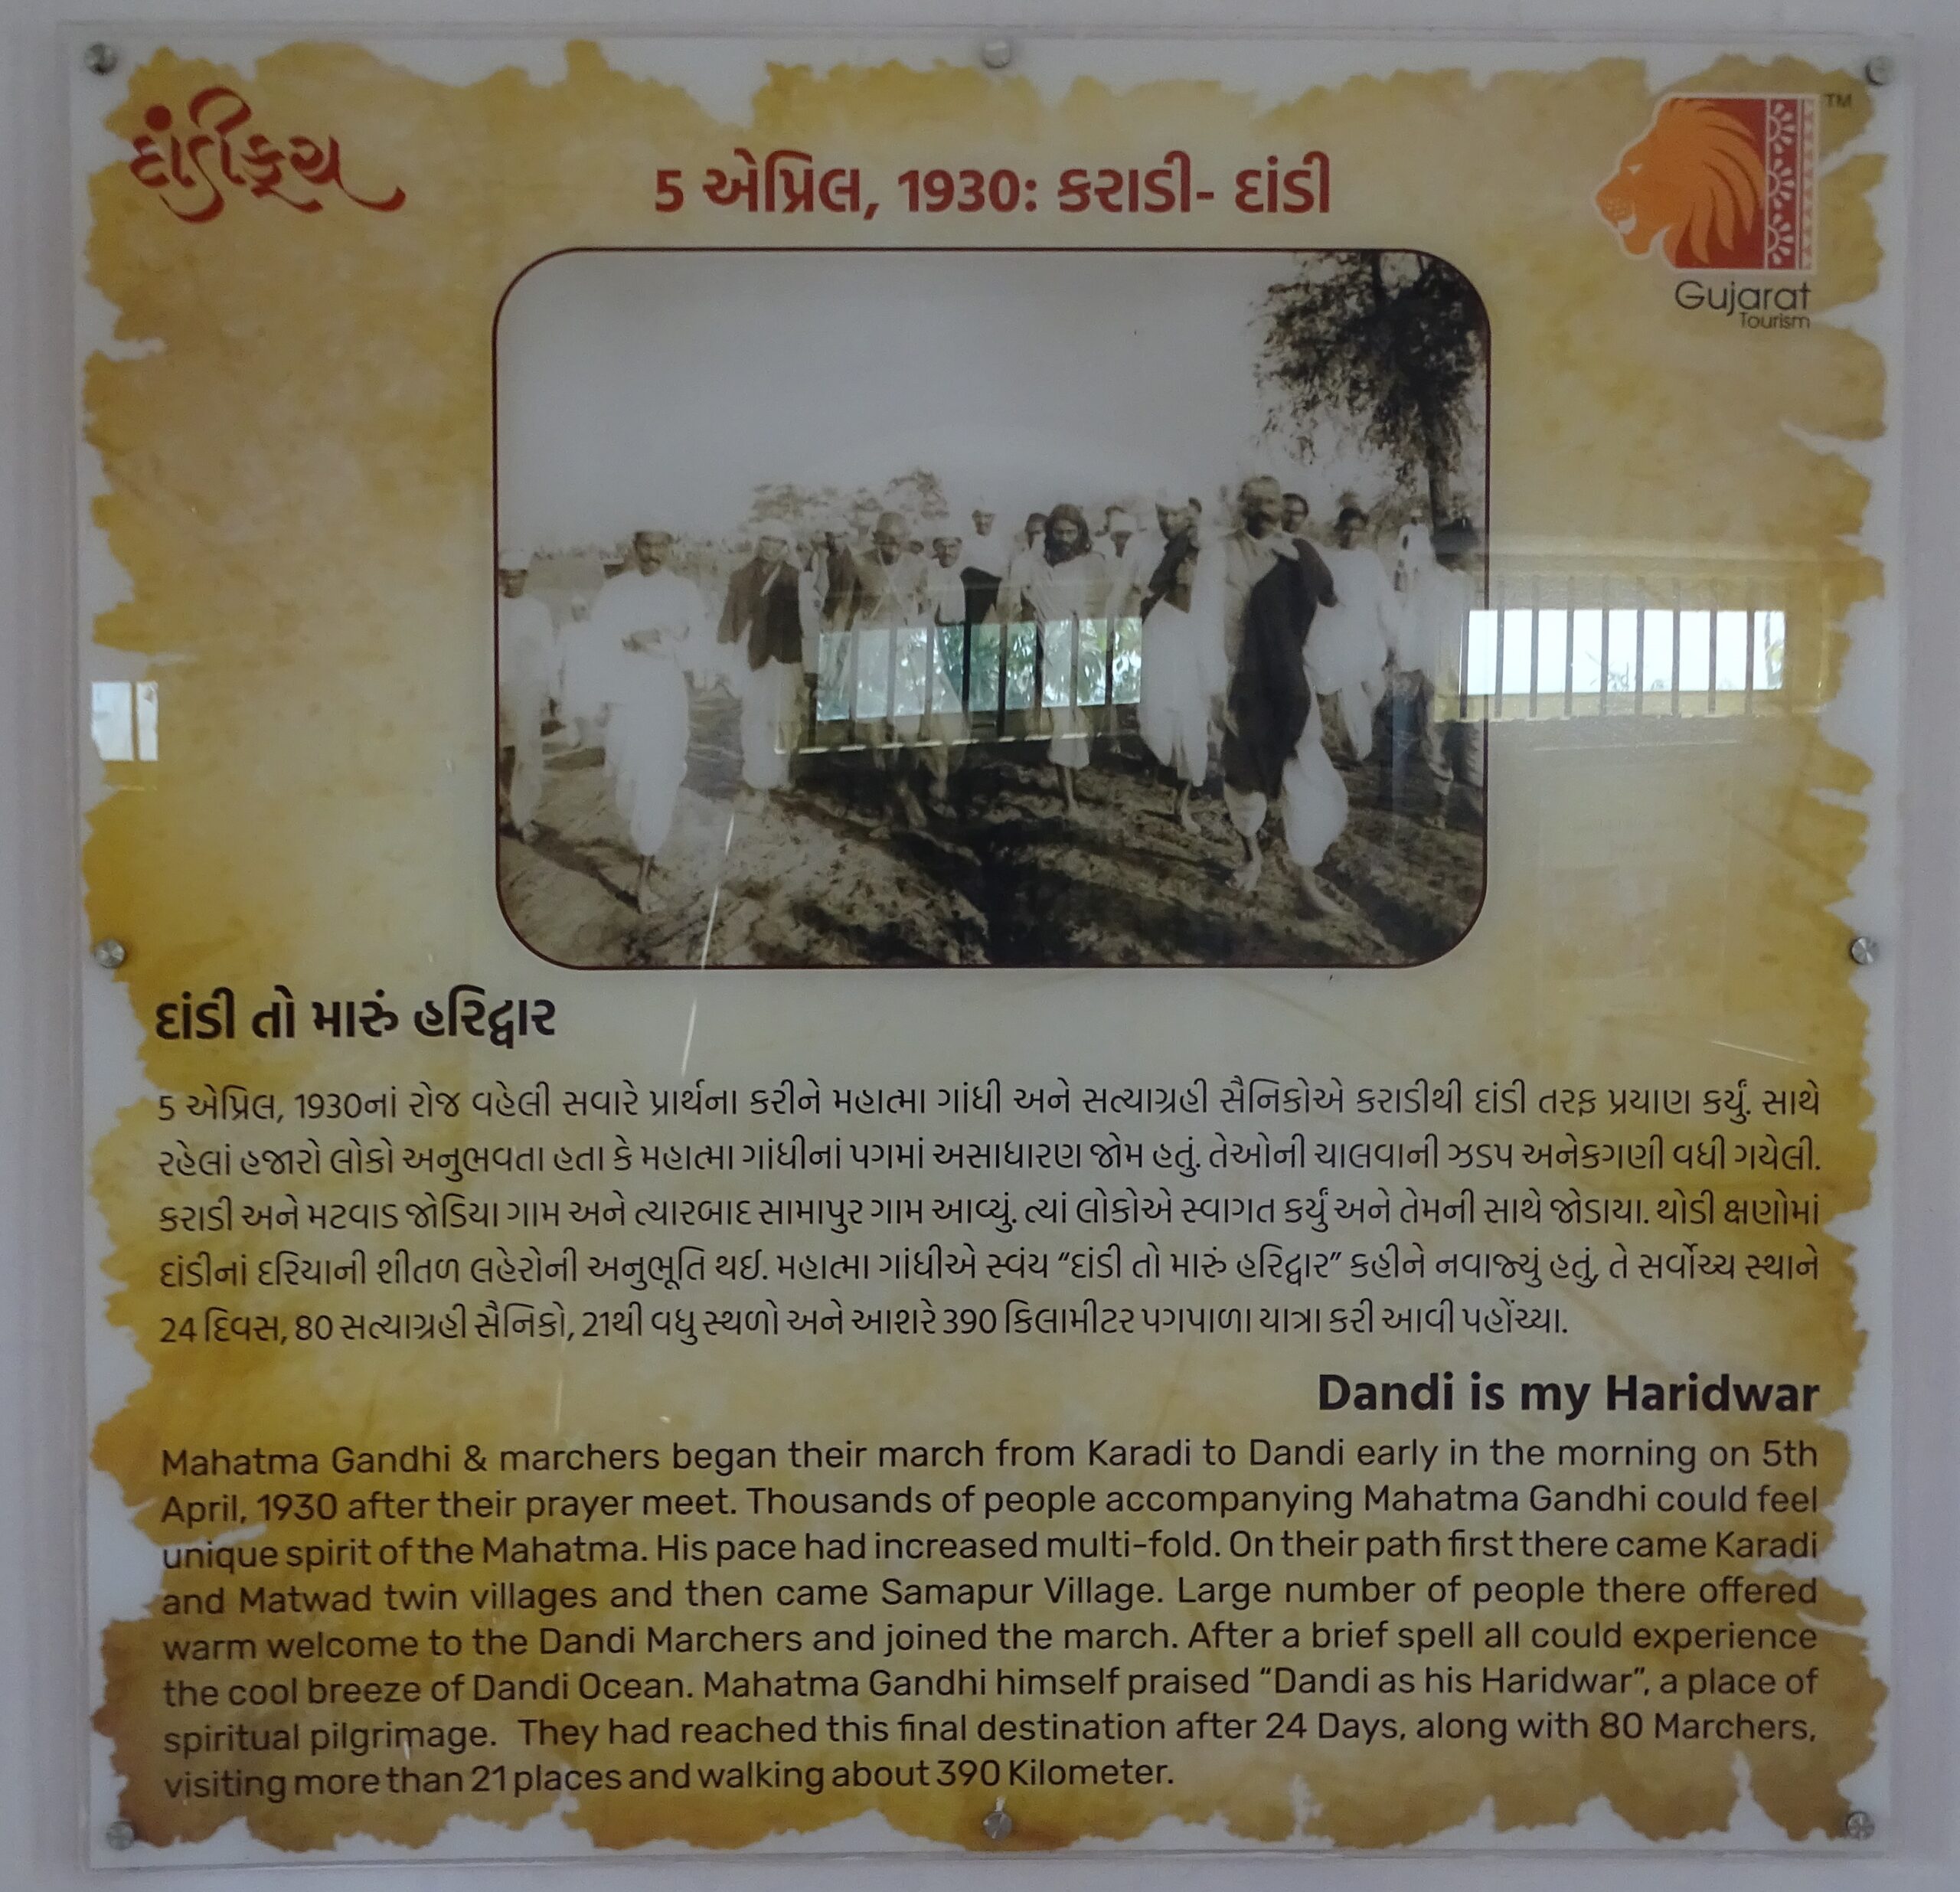 દાંડીકૂચ
TM
5 એપ્રિલ, 1930: કરાડી- દાંડી
Gujarat
Tourism
દાંડી તો મારું હરિદ્વાર
5 એપ્રિલ, 1930નાં રોજ વહેલી સવારે પ્રાર્થના કરીને મહાત્મા ગાંધી અને સત્યાગ્રહી સૈનિકોએ કરાડીથી દાંડી તરફ પ્રયાણ કર્યું. સાથે
રહેલાં હજારો લોકો અનુભવતા હતા કે મહાત્મા ગાંધીનાં પગમાં અસાધારણ જોમ હતું. તેઓની ચાલવાની ઝડપ અનેકગણી વધી ગયેલી.
કરાડી અને મટવાડ જોડિયા ગામ અને ત્યારબાદ સામાપુર ગામ આવ્યું. ત્યાં લોકોએ સ્વાગત કર્યું અને તેમની સાથે જોડાયા. થોડી ક્ષણોમાં
દાંડીનાં દરિયાની શીતળ લહેરોની અનુભૂતિ થઈ. મહાત્મા ગાંધીએ સ્વંય “દાંડી તો મારું હરિદ્વાર” કહીને નવાજ્યું હતું, તે સર્વોચ્ચ સ્થાને
24 દિવસ, 80 સત્યાગ્રહી સૈનિકો, 21થી વધુ સ્થળો અને આશરે 390 કિલામીટર પગપાળા યાત્રા કરી આવી પહોંચ્યા.
Dandi is my Haridwar
Mahatma Gandhi & marchers began their march from Karadi to Dandi early in the morning on 5th
April, 1930 after their prayer meet. Thousands of people accompanying Mahatma Gandhi could feel
unique spirit of the Mahatma. His pace had increased multi-fold. On their path first there came Karadi
and Matwad twin villages and then came Samapur Village. Large number of people there offered
warm welcome to the Dandi Marchers and joined the march. After a brief spell all could experience
the cool breeze of Dandi Ocean. Mahatma Gandhi himself praised “Dandi as his Haridwar”, a place of
spiritual pilgrimage. They had reached this final destination after 24 Days, along with 80 Marchers,
visiting more than 21 places and walking about 390 Kilometer.